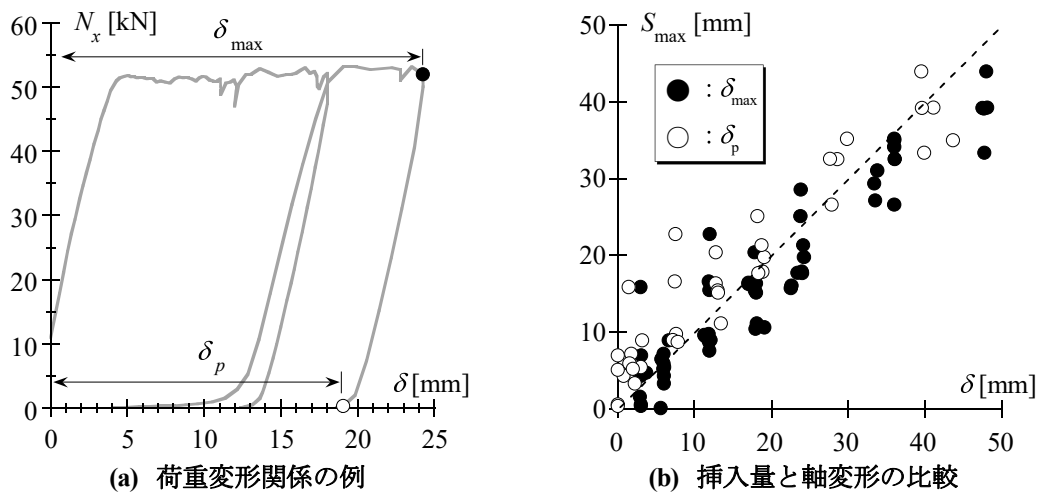 N_x [kN]
60
50
40
30
20
10
0
δ_max
δ_p
δ [mm]
0 5 10 15 20 25
(a) 荷重変形関係の例
S_max [mm]
50
40
30
20
10
0
● : δ_max
○ : δ_p
δ [mm]
0 10 20 30 40 50
(b) 挿入量と軸変形の比較